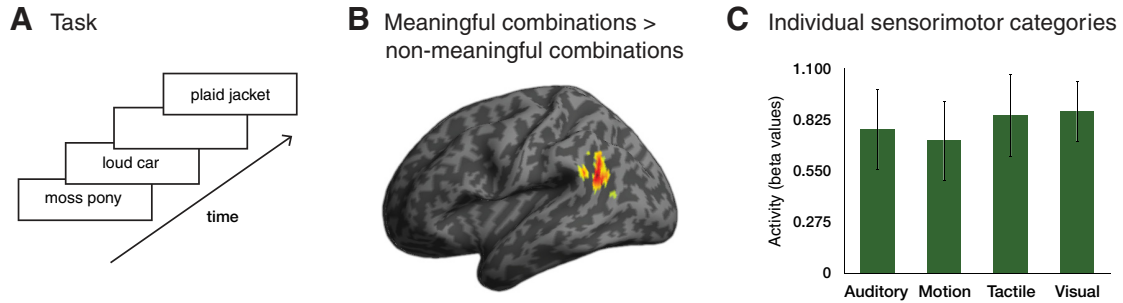 A Task
plaid jacket
loud car
moss pony
time
B Meaningful combinations >
non-meaningful combinations
C Individual sensorimotor categories
Activity (beta values)
1.100
0.825
0.550
0.275
0
Auditory Motion Tactile Visual